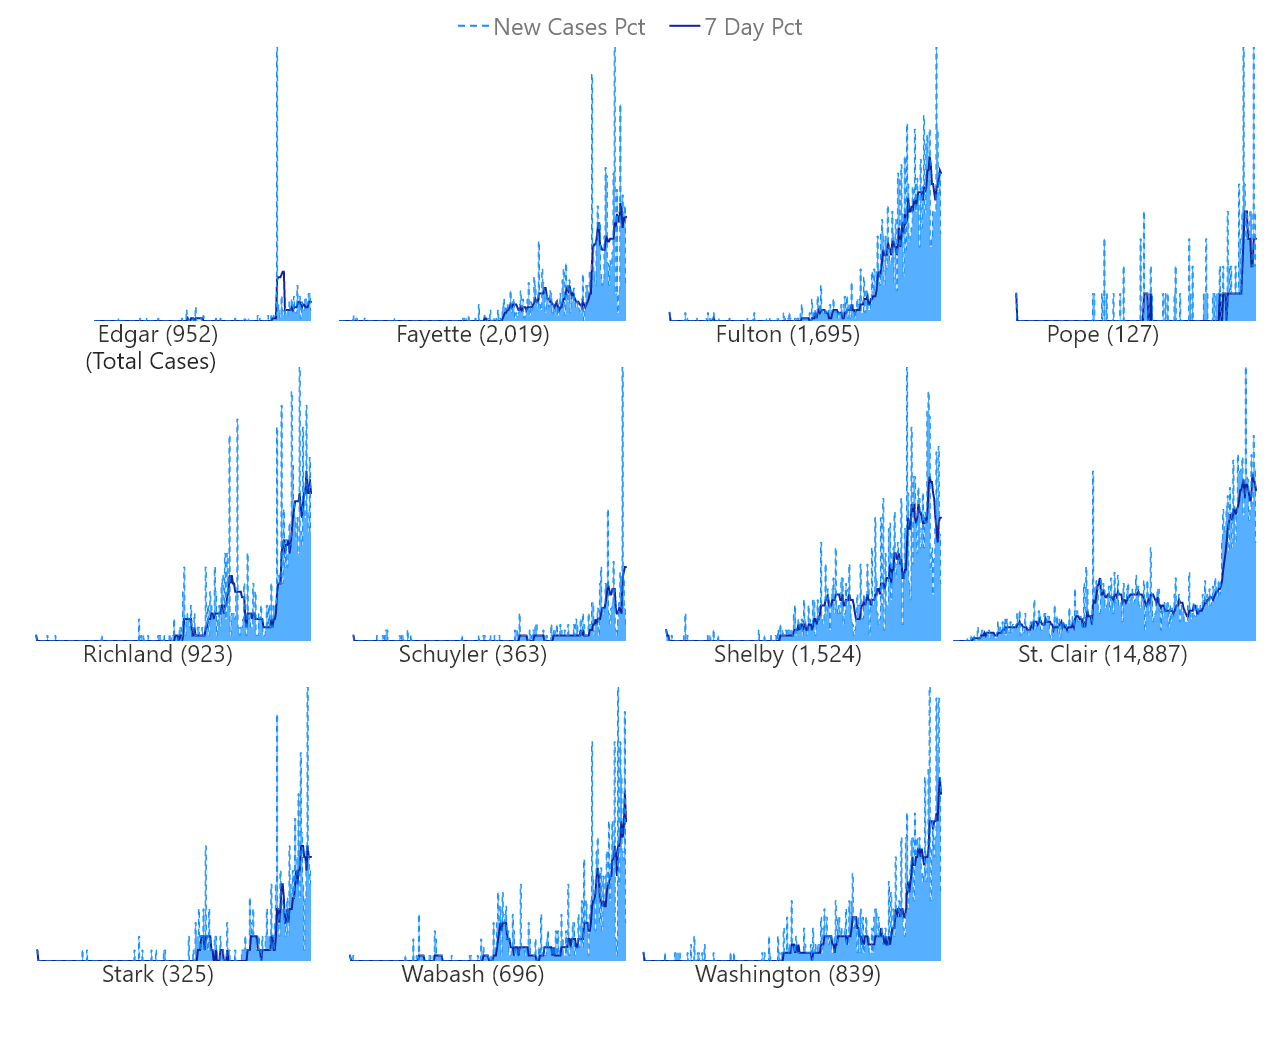 New Cases Pct 7 Day Pct
Edgar (952) Fayette (2,019) Fulton (1,695) Pope (127)
(Total Cases)
Richland (923) Schuyler (363) Shelby (1,524) St. Clair (14,887)
Stark (325) Wabash (696) Washington (839)